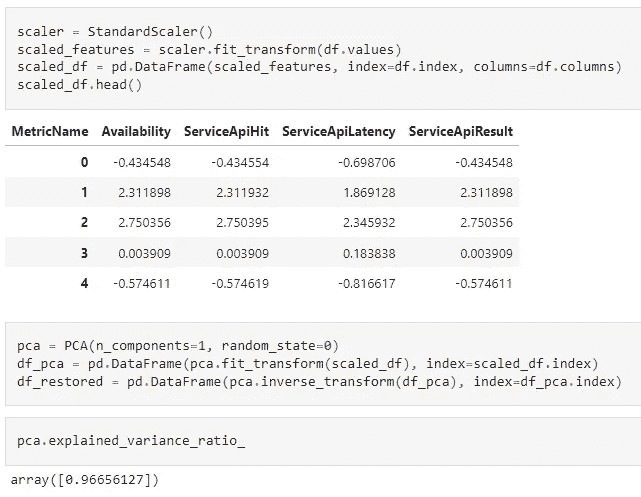 scaler = StandardScaler()
scaled_features = scaler.fit_transform(df.values)
scaled_df = pd.DataFrame(scaled_features, index=df.index, columns=df.columns)
scaled_df.head()
MetricName Availability ServiceApiHit ServiceApiLatency ServiceApiResult
0 -0.434548 -0.434554 -0.698706 -0.434548
1 2.311898 2.311932 1.869128 2.311898
2 2.750356 2.750395 2.345932 2.750356
3 0.003909 0.003909 0.183838 0.003909
4 -0.574611 -0.574619 -0.816617 -0.574611
pca = PCA(n_components=1, random_state=0)
df_pca = pd.DataFrame(pca.fit_transform(scaled_df), index=scaled_df.index)
df_restored = pd.DataFrame(pca.inverse_transform(df_pca), index=df_pca.index)
pca.explained_variance_ratio_
array([0.96656127])